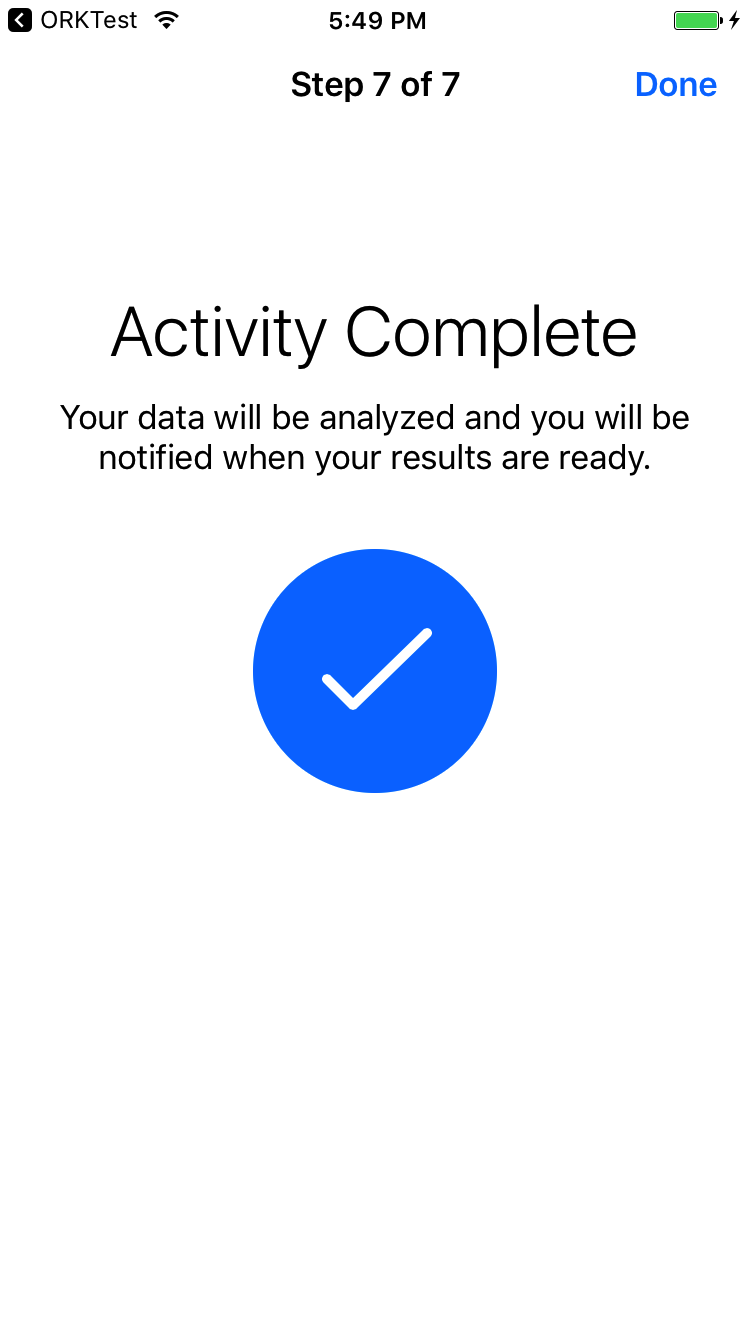 ORKTest 5:49 PM
Step 7 of 7 Done
Activity Complete
Your data will be analyzed and you will be
notified when your results are ready.